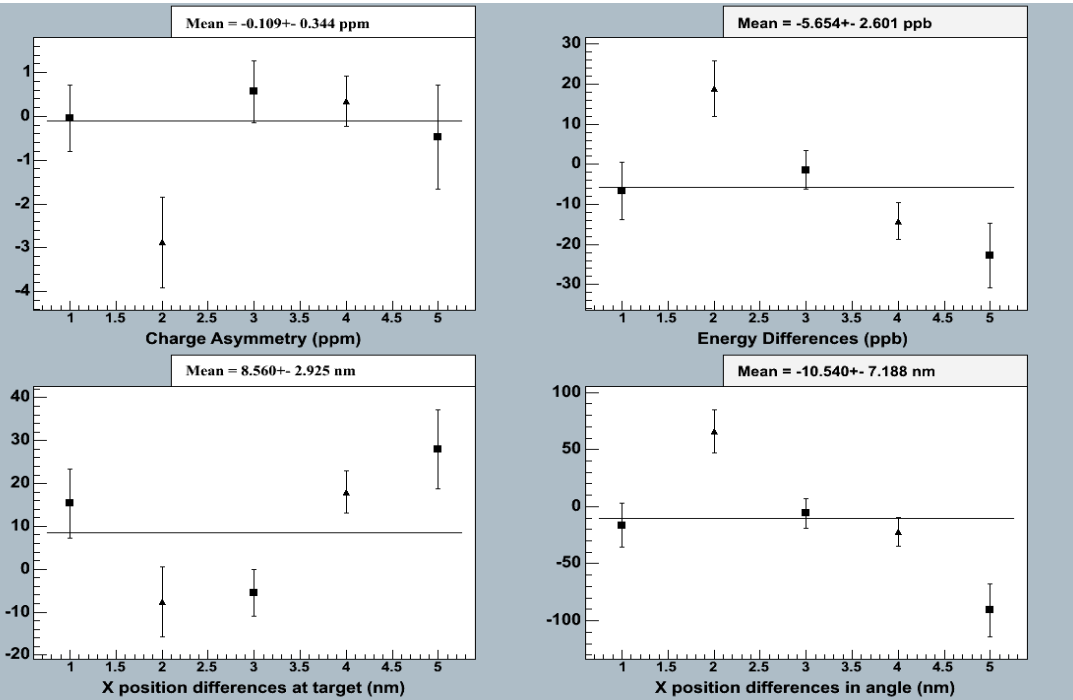 Mean = -0.109+- 0.344 ppm
1
0
-1
-2
-3
-4
1 1.5 2 2.5 3 3.5 4 4.5 5
Charge Asymmetry (ppm)
Mean = -5.654+- 2.601 ppb
30
20
10
0
-10
-20
-30
1 1.5 2 2.5 3 3.5 4 4.5 5
Energy Differences (ppb)
Mean = 8.560+- 2.925 nm
40
30
20
10
0
-10
-20
1 1.5 2 2.5 3 3.5 4 4.5 5
X position differences at target (nm)
Mean = -10.540+- 7.188 nm
100
50
0
-50
-100
1 1.5 2 2.5 3 3.5 4 4.5 5
X position differences in angle (nm)